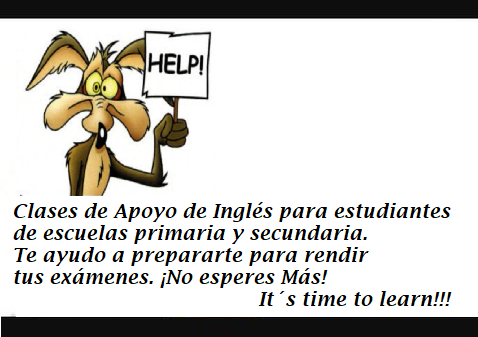 HELP!
Clases de Apoyo de Inglés para estudiantes
de escuelas primaria y secundaria.
Te ayudo a prepararte para rendir
tus exámenes. ¡No esperes Más!
It´s time to learn!!!